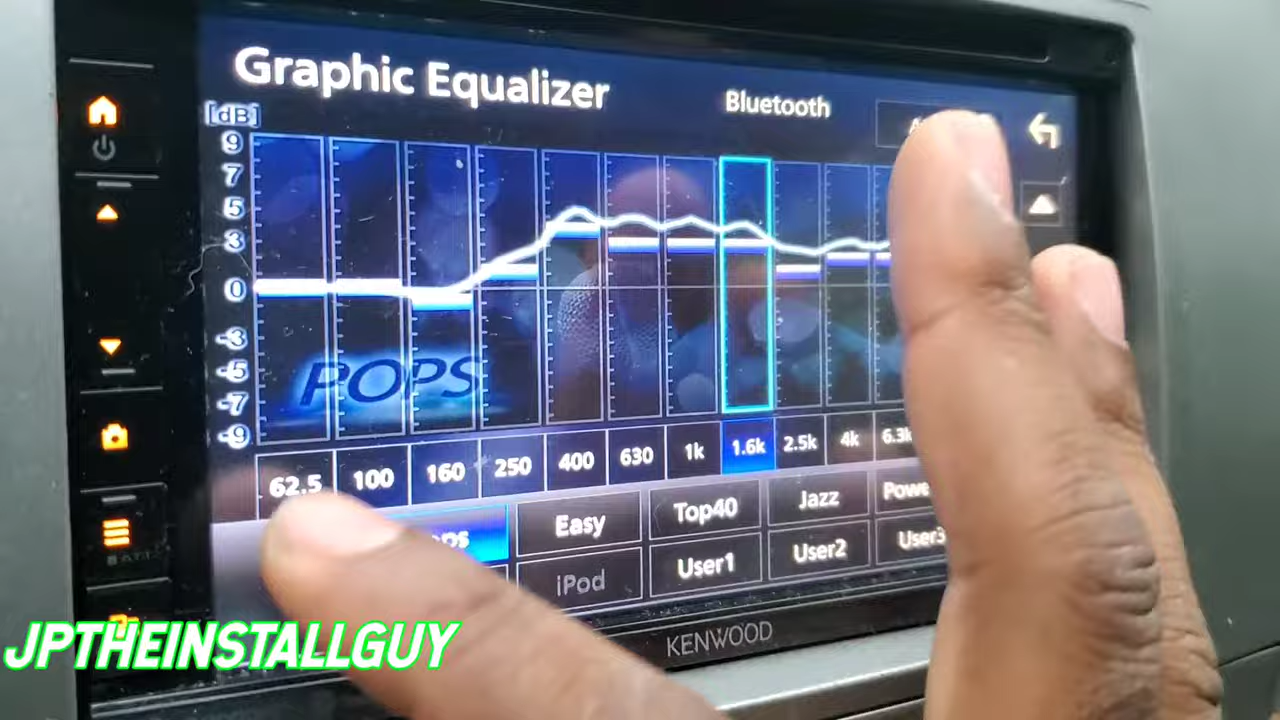 Graphic Equalizer
Bluetooth
[dB]
9
7
5
3
0
-3
-5
-7
-9
POPS
62.5 100 160 250 400 630 1k 1.6k 2.5k 4k
Easy Top40 Jazz
iPod User1 User2 User3
KENWOOD
JPTHEINSTALLGUY